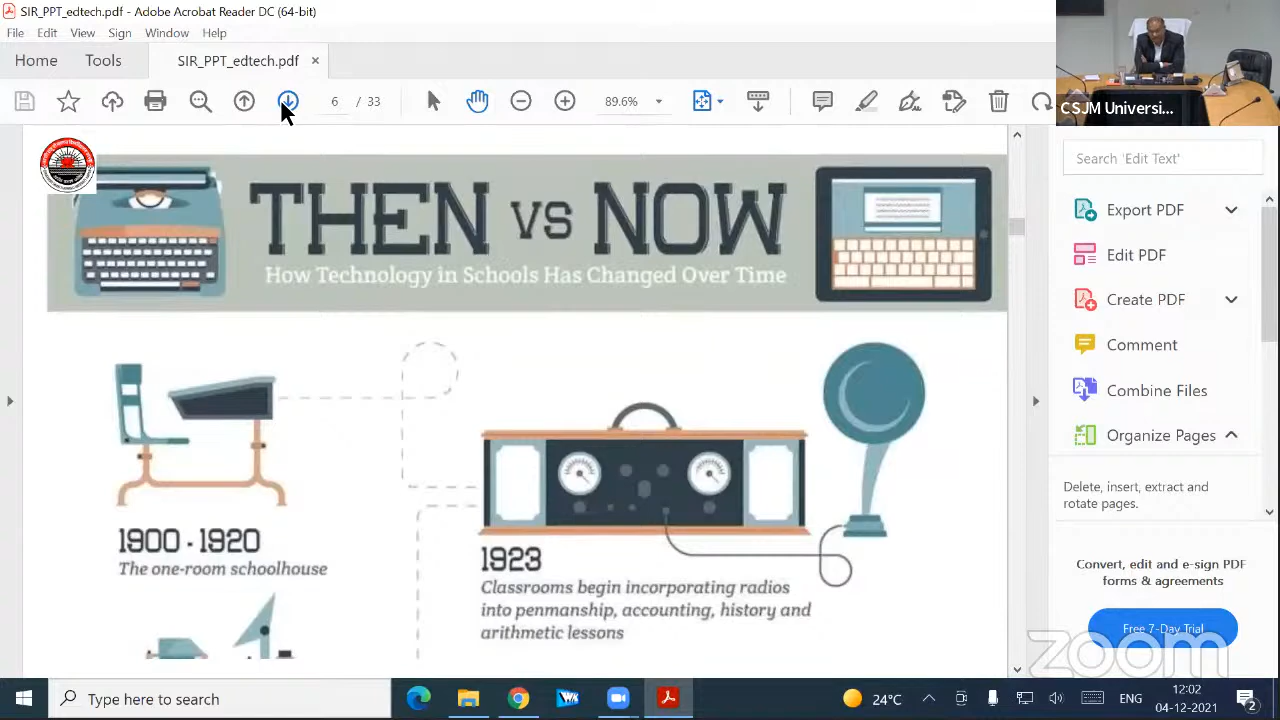 SIR_PPT_edtech.pdf - Adobe Acrobat Reader DC (64-bit)
File Edit View Sign Window Help
Home Tools SIR_PPT_edtech.pdf ×
6 / 33 89.6%
CSJM Universi...
THEN VS NOW
How Technology in Schools Has Changed Over Time
1900 - 1920
The one-room schoolhouse
1923
Classrooms begin incorporating radios
into penmanship, accounting, history and
arithmetic lessons
Search 'Edit Text'
Export PDF
Edit PDF
Create PDF
Comment
Combine Files
Organize Pages
Delete, insert, extract and
rotate pages.
Convert, edit and e-sign PDF
forms & agreements
Free 7-Day Trial
zoom
Type here to search
24°C ENG 12:02
04-12-2021
2